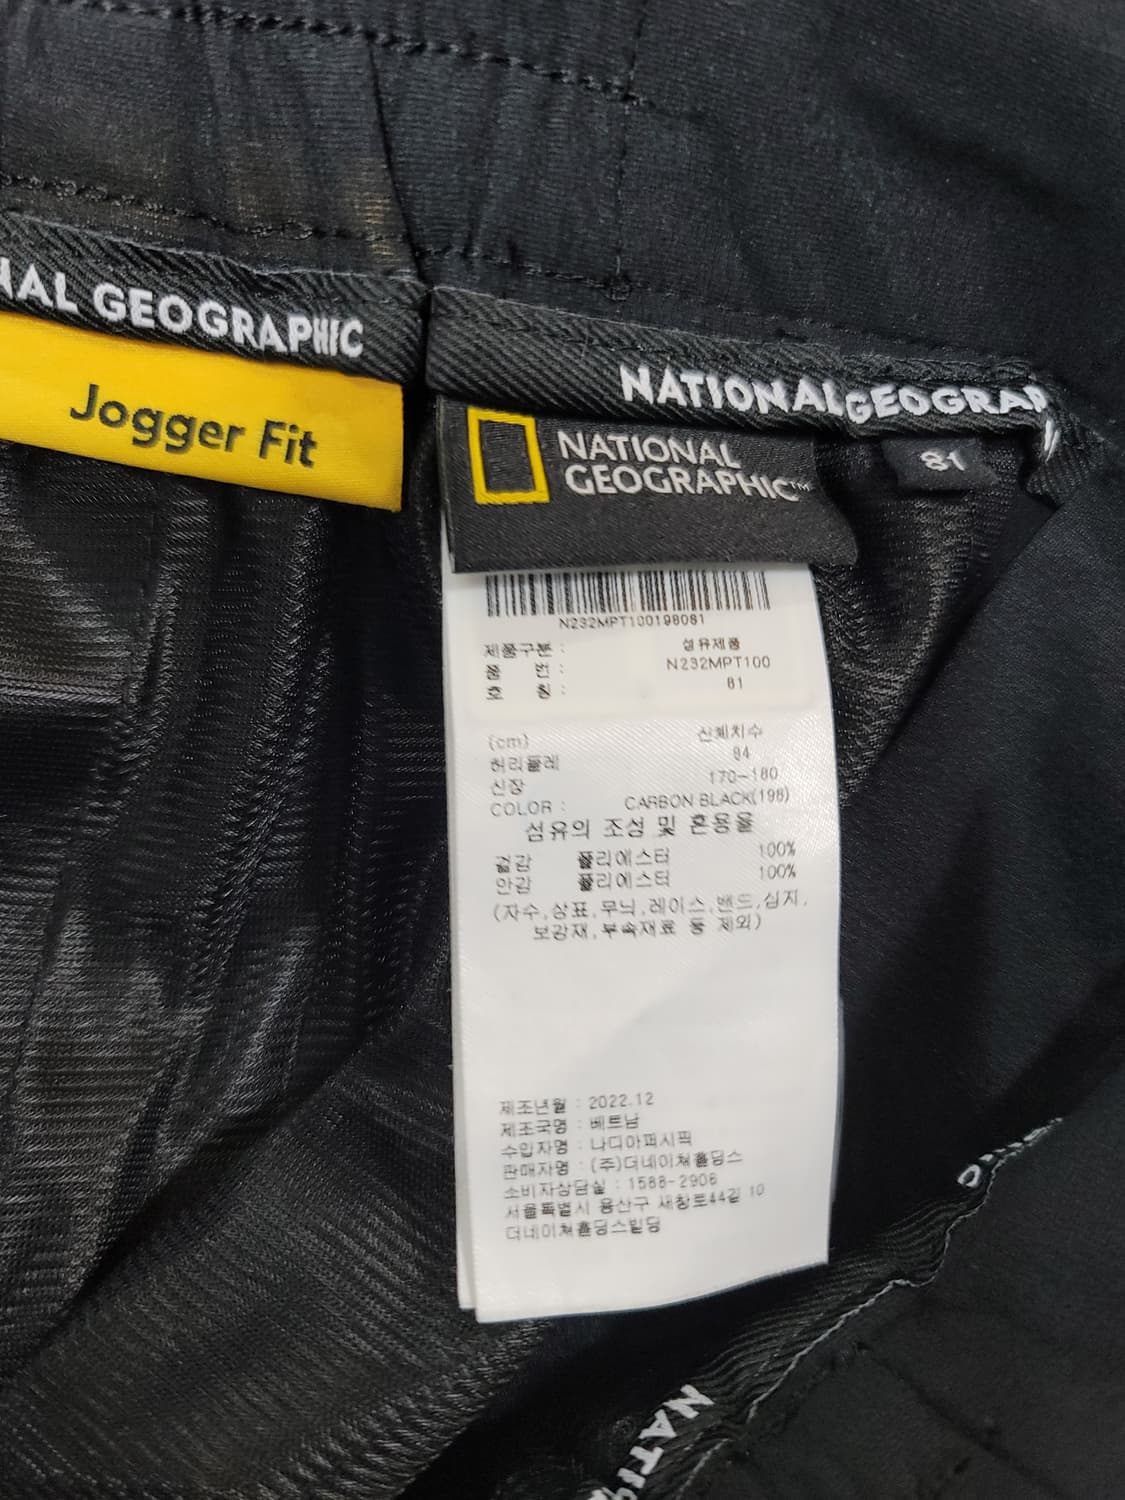 NAL GEOGRAPHIC
Jogger Fit
NATIONAL GEOGRAP
81
NATIONAL
GEOGRAPHIC™
N232MPT100198081
제품구분 : 섬유제품
품 번 : N232MPT100
호 칭 : 81
(cm) 신체치수
허리둘레 84
신장 170-180
COLOR : CARBON BLACK(198)
섬유의 조성 및 혼용율
겉감 폴리에스터 100%
안감 폴리에스터 100%
(자수,상표,무늬,레이스,밴드,심지,
보강재,부속재료 등 제외)
제조년월 : 2022.12
제조국명 : 베트남
수입자명 : 나디아퍼시픽
판매자명 : (주)더네이쳐홀딩스
소비자상담실 : 1588-2906
서울특별시 용산구 새창로44길 10
더네이쳐홀딩스빌딩
NATI